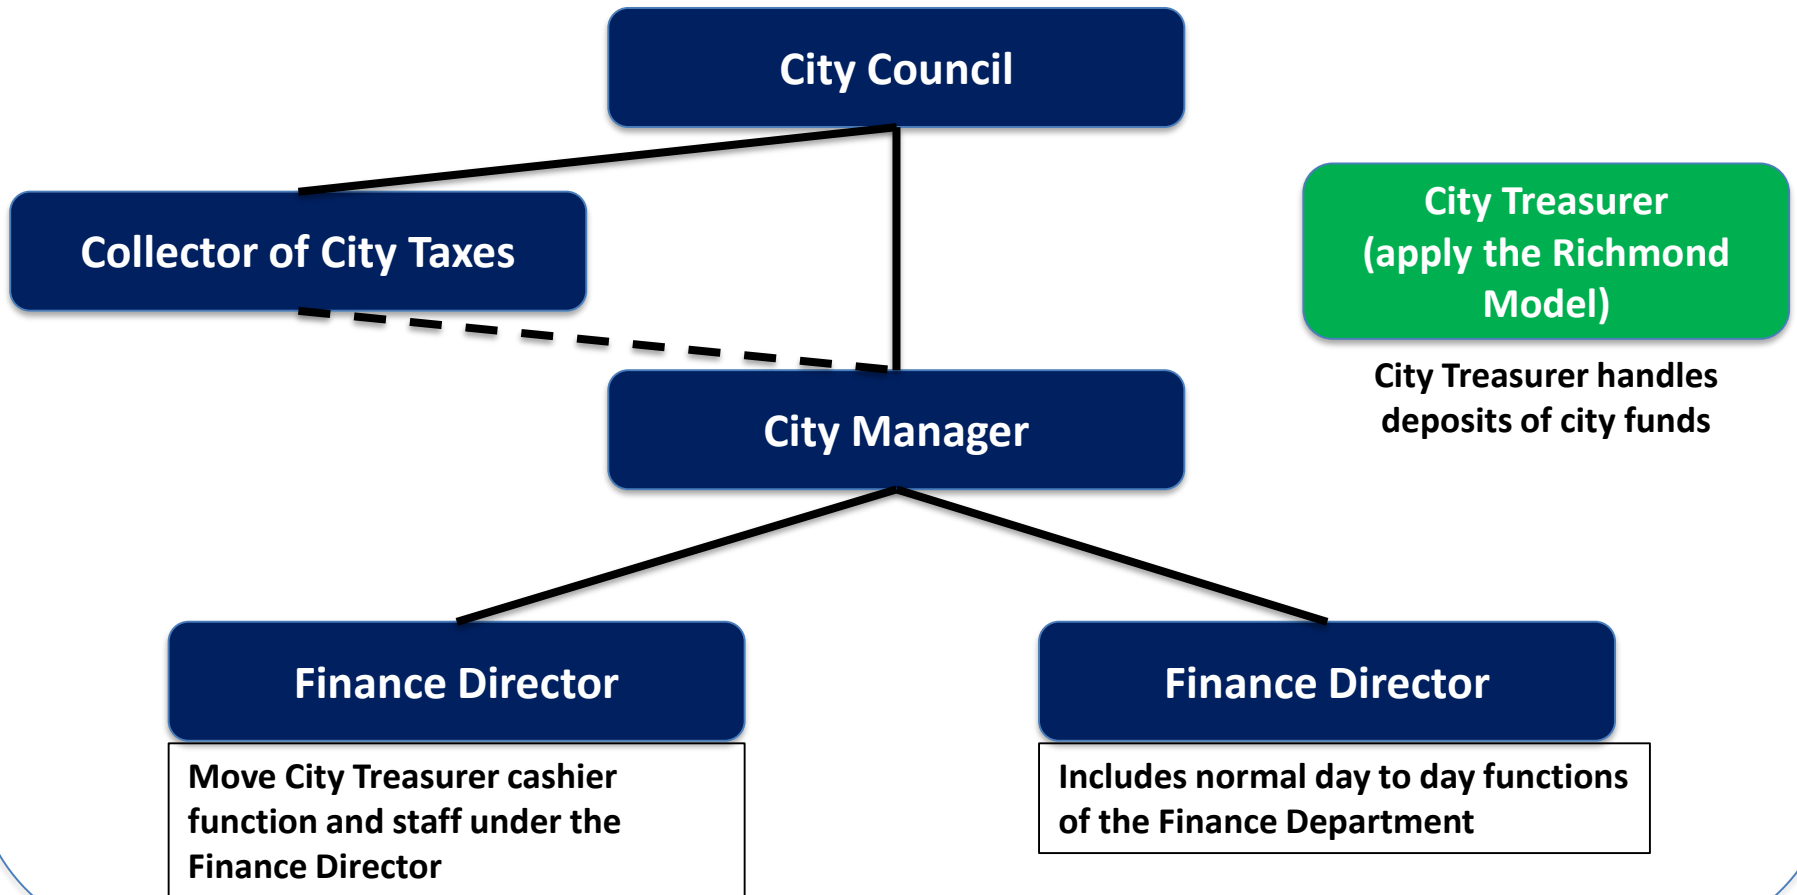 City Council
Collector of City Taxes
City Treasurer
(apply the Richmond
Model)
City Treasurer handles
deposits of city funds
City Manager
Finance Director
Move City Treasurer cashier
function and staff under the
Finance Director
Finance Director
Includes normal day to day functions
of the Finance Department